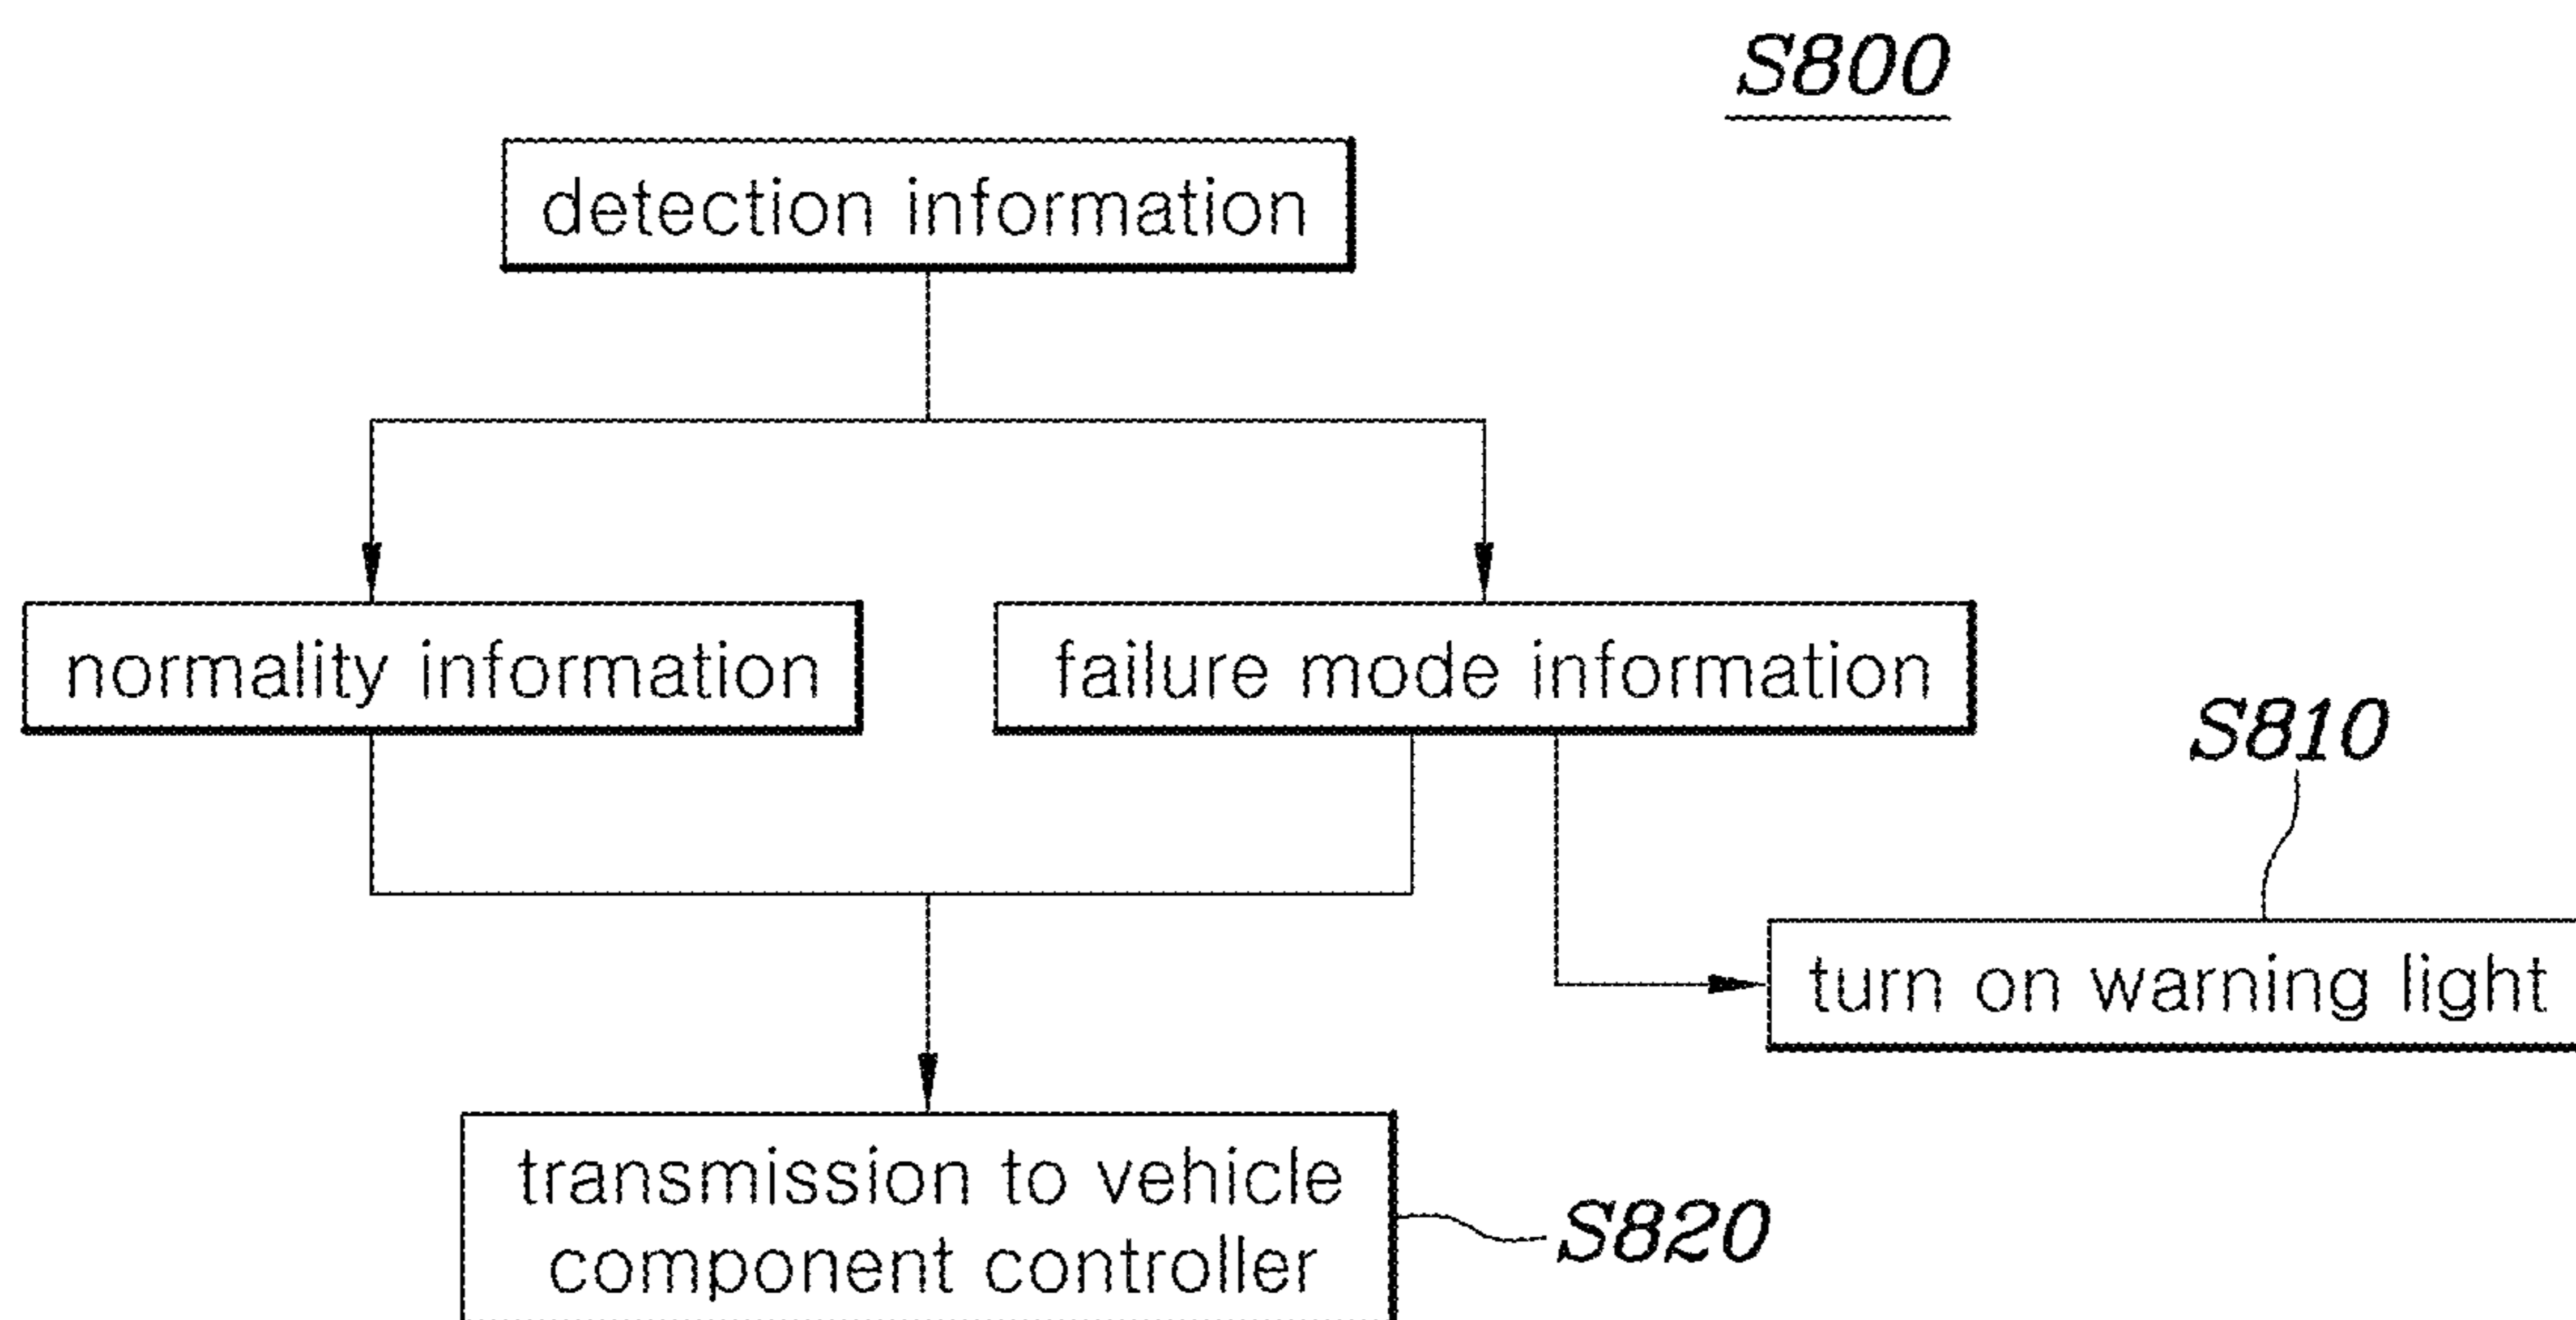 S800
detection information
normality information
failure mode information
S810
turn on warning light
transmission to vehicle
component controller
S820